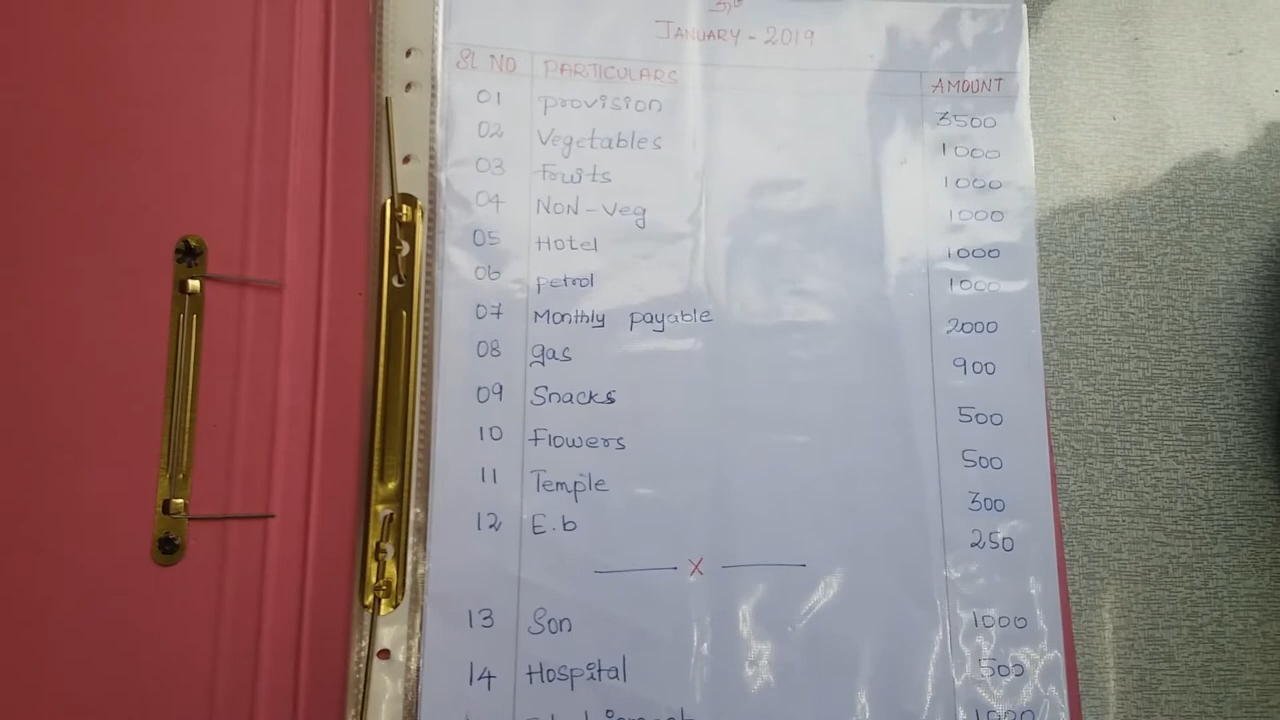 JANUARY - 2019
SL NO PARTICULARS AMOUNT
01 provision 3500
02 Vegetables 1000
03 fruits 1000
04 NON-Veg 1000
05 Hotel 1000
06 petrol 1000
07 Monthly payable 2000
08 gas 900
09 Snacks 500
10 Flowers 500
11 Temple 300
12 E.b 250
X
13 Son 1000
14 Hospital 500